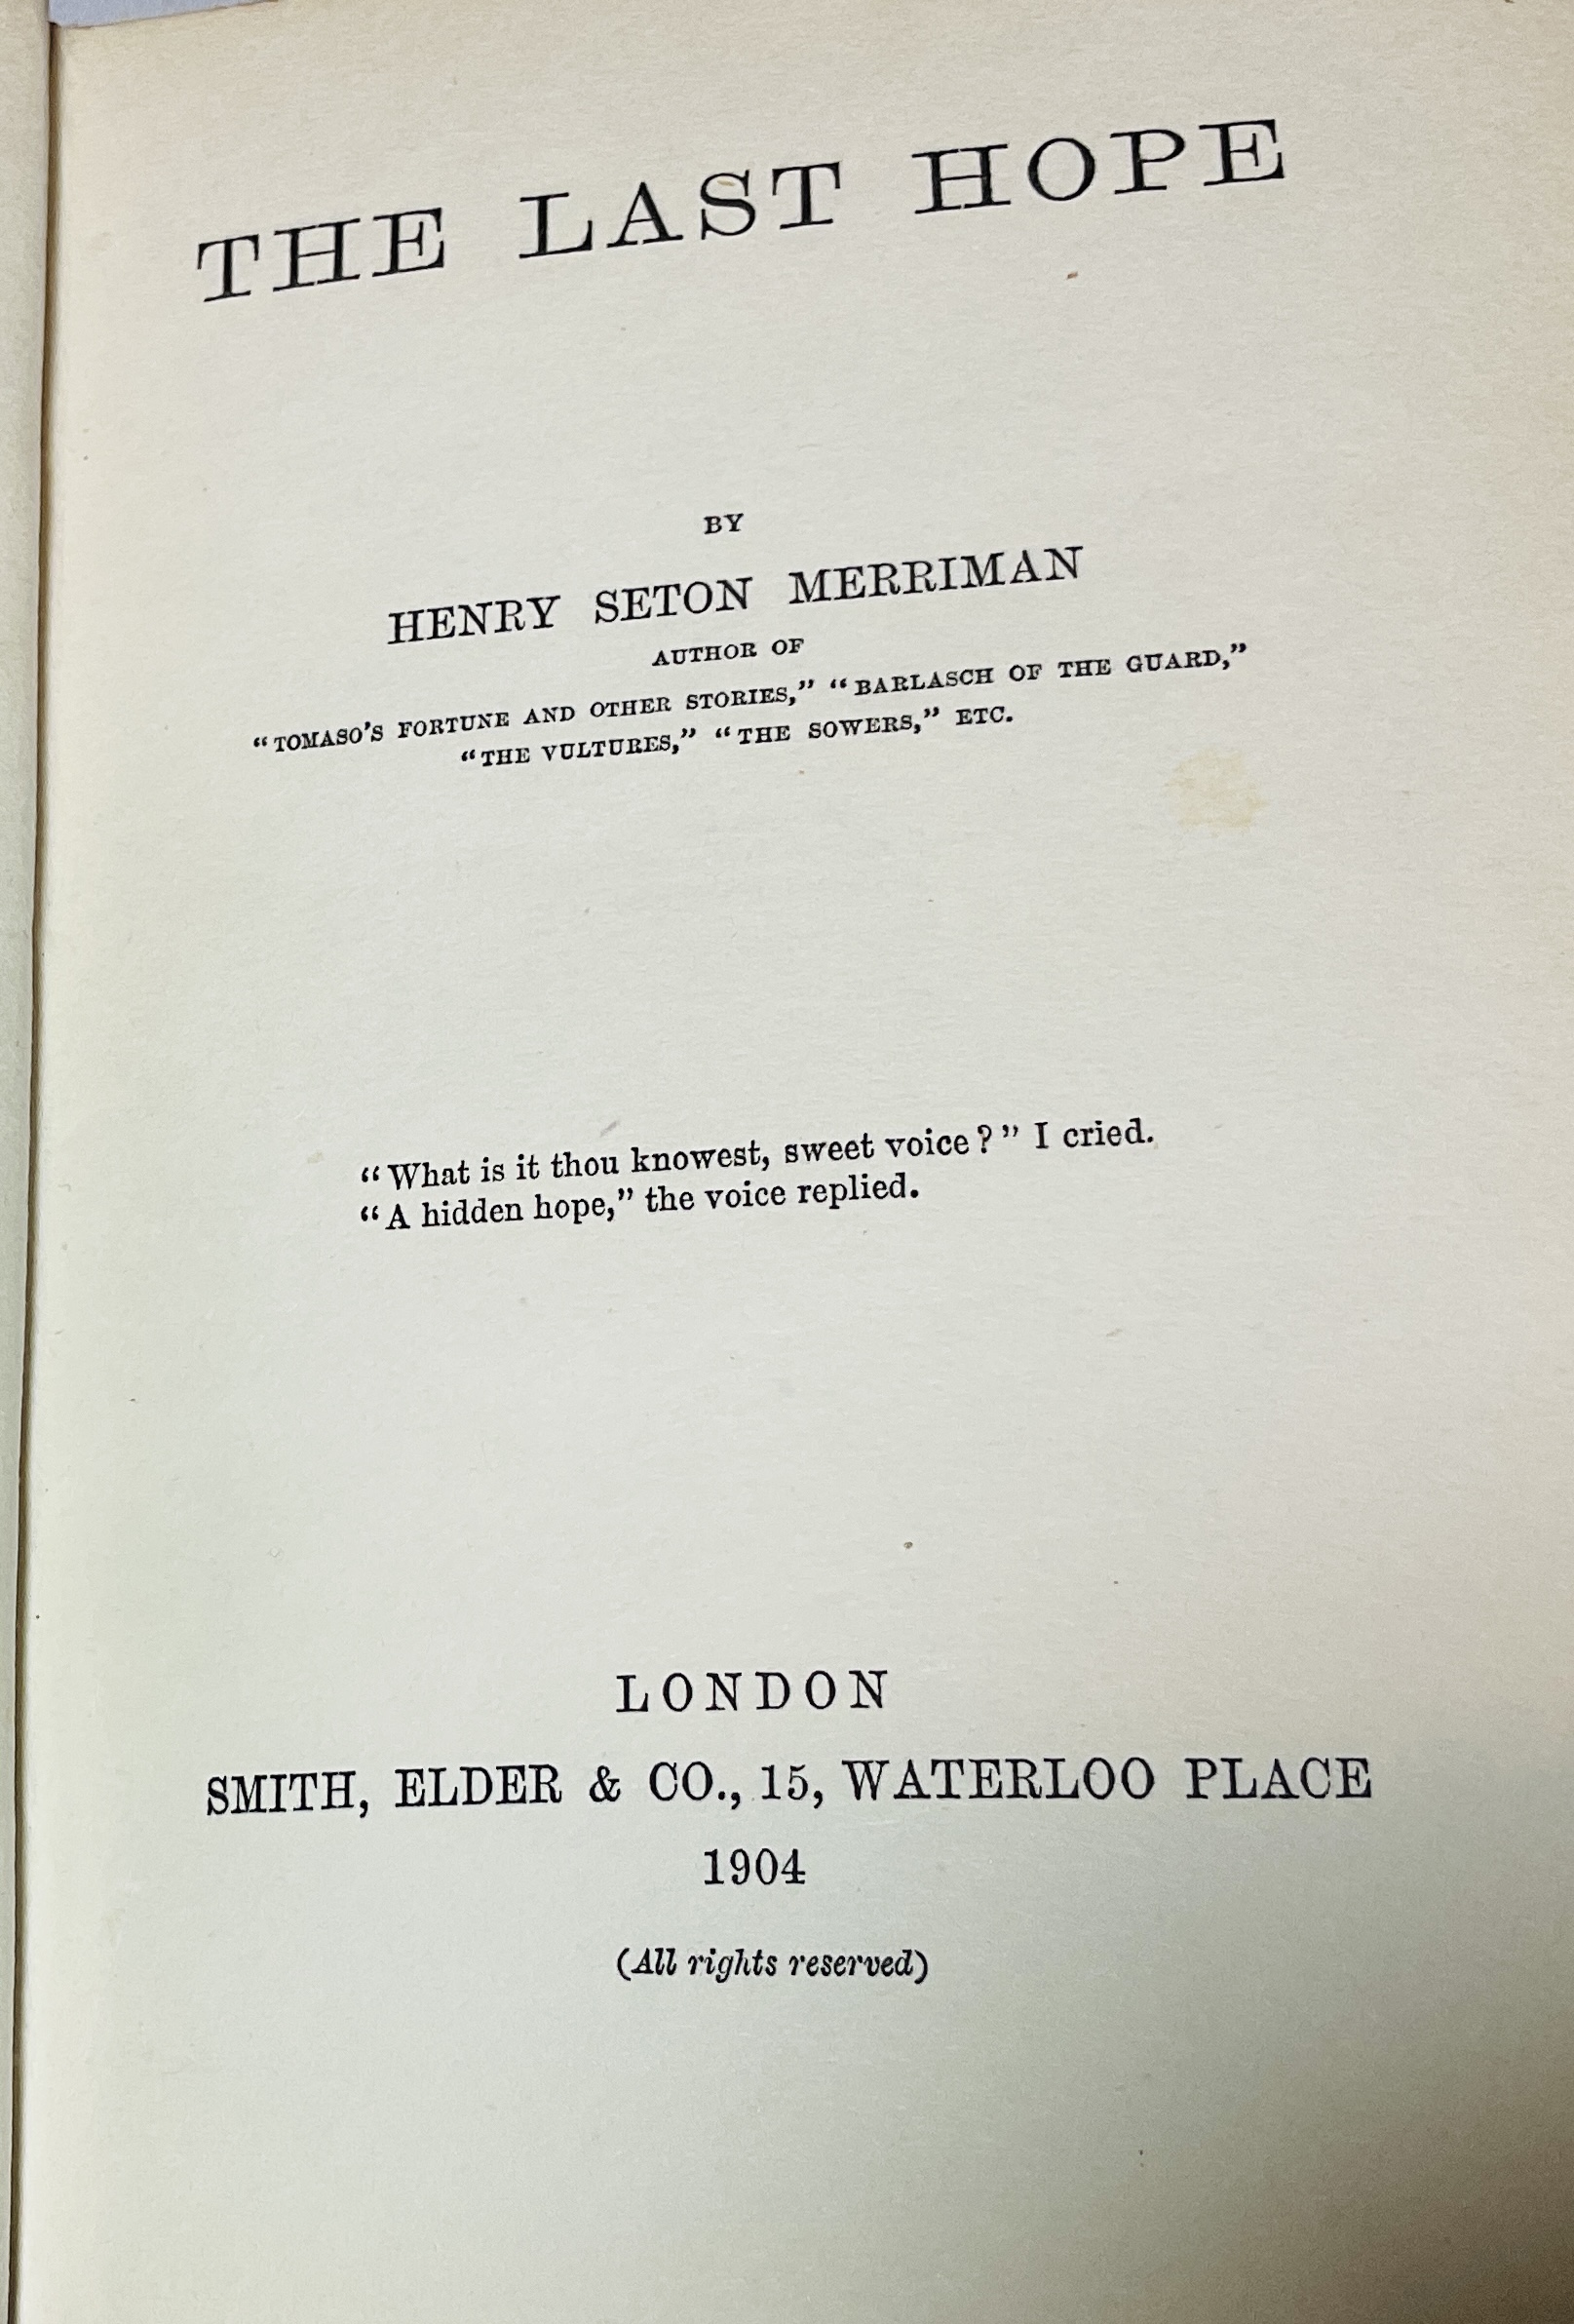 THE LAST HOPE
BY
HENRY SETON MERRIMAN
AUTHOR OF
“TOMASO’S FORTUNE AND OTHER STORIES,” “BARLASCH OF THE GUARD,”
“THE VULTURES,” “THE SOWERS,” ETC.
“What is it thou knowest, sweet voice?” I cried.
“A hidden hope,” the voice replied.
LONDON
SMITH, ELDER & CO., 15, WATERLOO PLACE
1904
(All rights reserved)